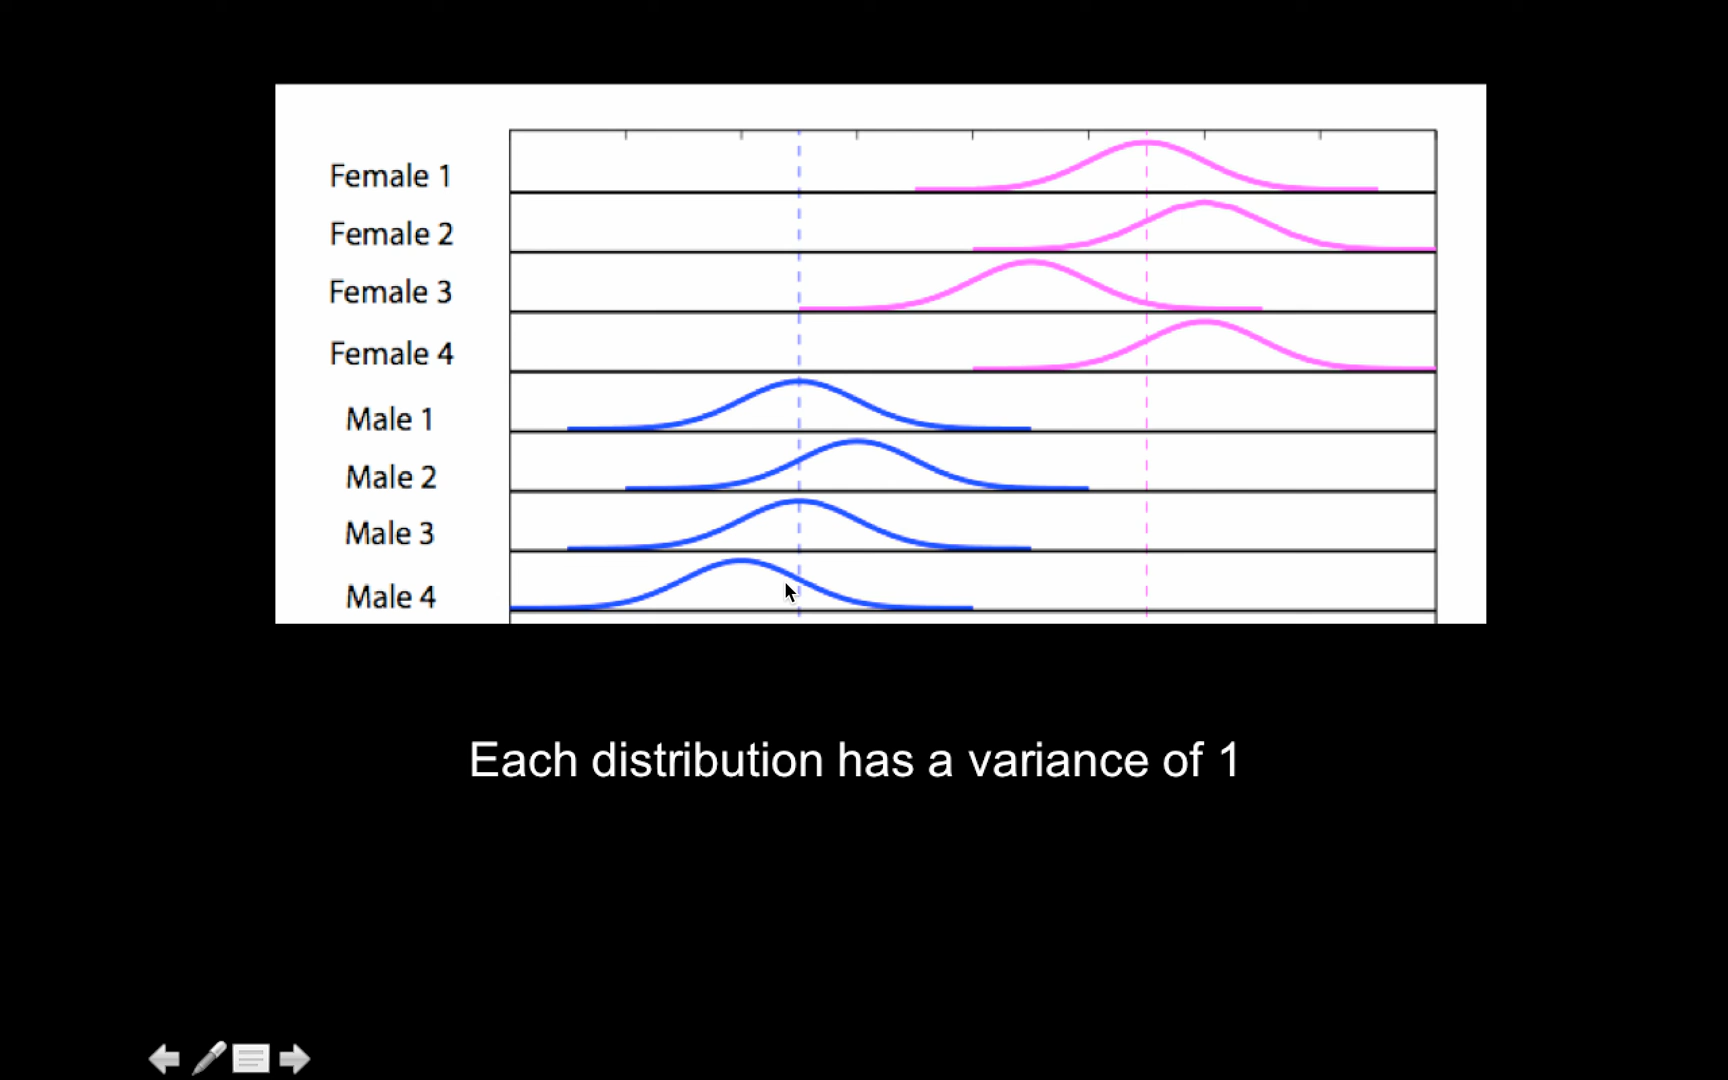 Female 1
Female 2
Female 3
Female 4
Male 1
Male 2
Male 3
Male 4
Each distribution has a variance of 1